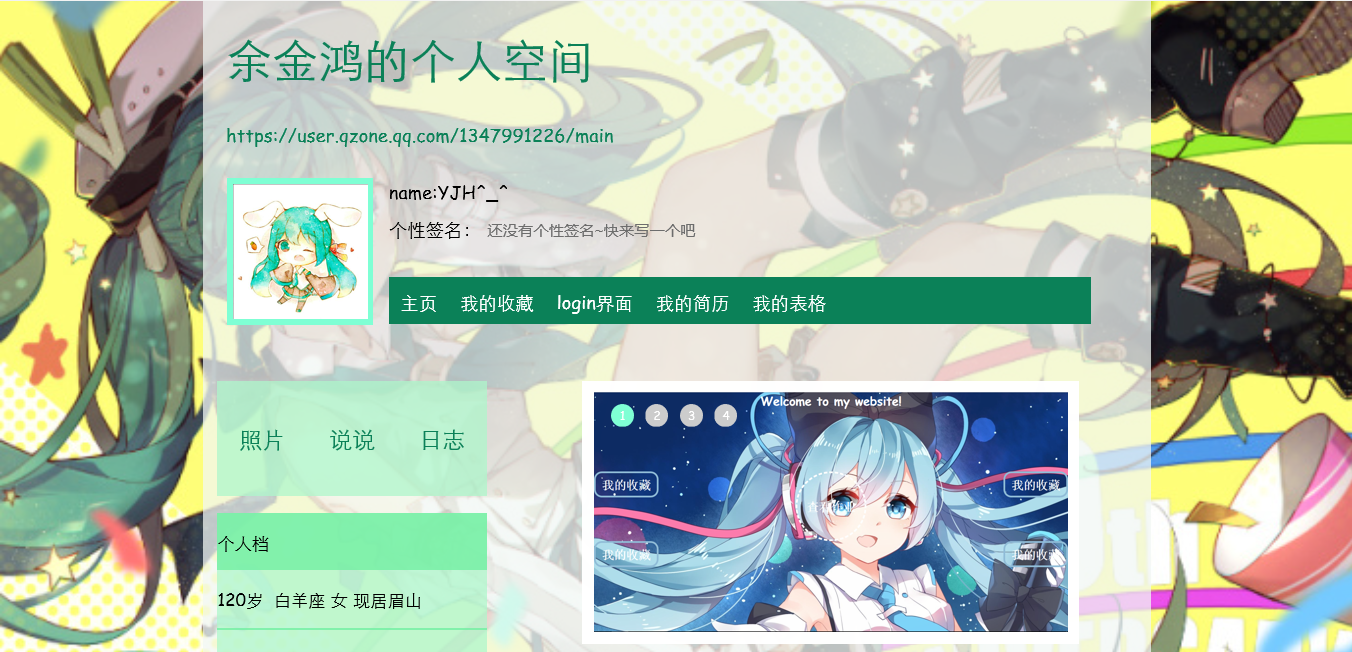 余金鸿的个人空间
https://user.qzone.qq.com/1347991226/main
name:YJH^_^
个性签名： 还没有个性签名~快来写一个吧
主页 我的收藏 login界面 我的简历 我的表格
照片 说说 日志
个人档
120岁 白羊座 女 现居眉山
Welcome to my website!
1 2 3 4
我的收藏 我的收藏
我的收藏 我的收藏